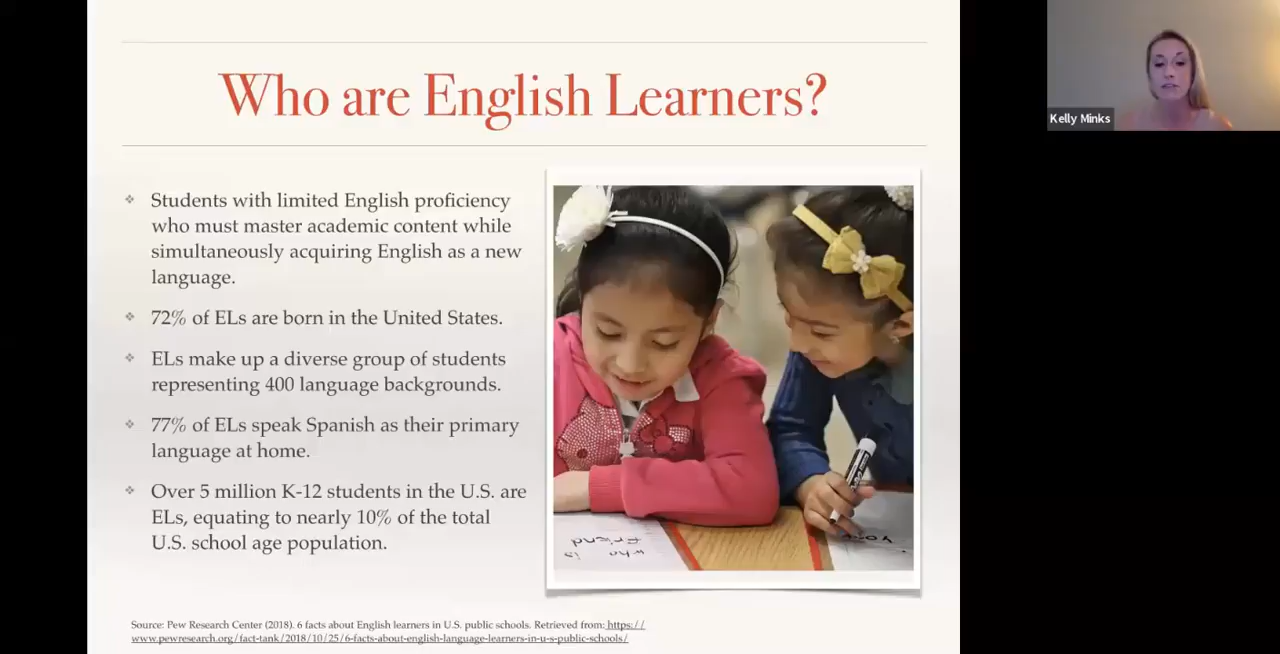 Who are English Learners?
Kelly Minks
❖ Students with limited English proficiency
who must master academic content while
simultaneously acquiring English as a new
language.
❖ 72% of ELs are born in the United States.
❖ ELs make up a diverse group of students
representing 400 language backgrounds.
❖ 77% of ELs speak Spanish as their primary
language at home.
❖ Over 5 million K-12 students in the U.S. are
ELs, equating to nearly 10% of the total
U.S. school age population.
who is
friend
Source: Pew Research Center (2018). 6 facts about English learners in U.S. public schools. Retrieved from: https://
www.pewresearch.org/fact-tank/2018/10/25/6-facts-about-english-language-learners-in-u-s-public-schools/